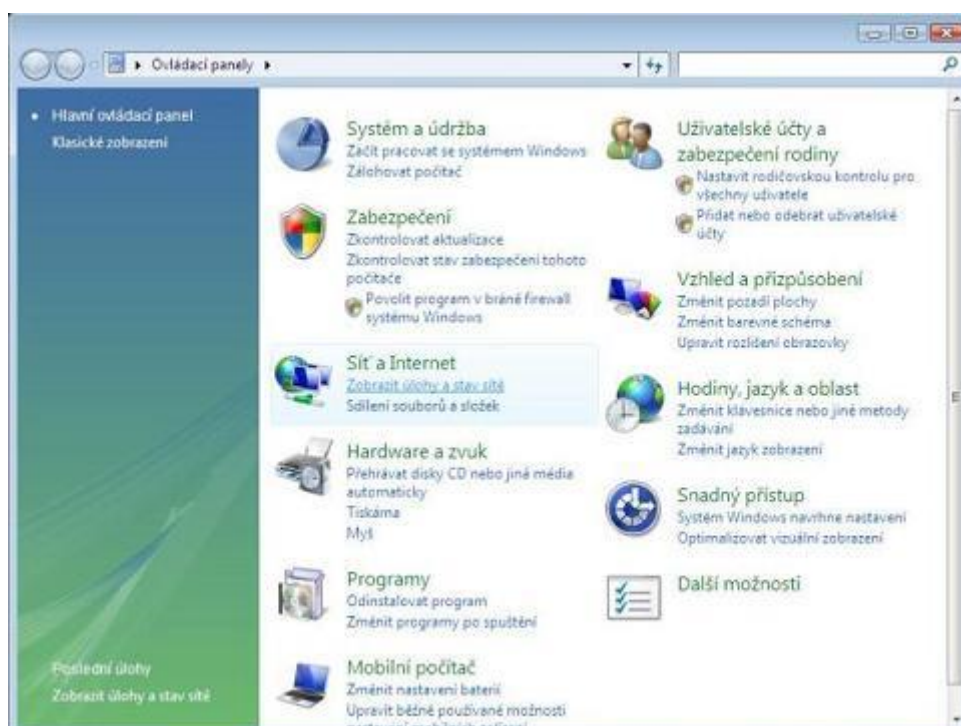 Ovládací panely
Hlavní ovládací panel
Klasické zobrazení
Systém a údržba
Začít pracovat se systémem Windows
Zálohovat počítač
Zabezpečení
Zkontrolovat aktualizace
Zkontrolovat stav zabezpečení tohoto
počítače
Povolit program v bráně firewall
systému Windows
Síť a Internet
Zobrazit úlohy a stav sítě
Sdílení souborů a složek
Hardware a zvuk
Přehrávat disky CD nebo jiná média
automaticky
Tiskárna
Myš
Programy
Odinstalovat program
Změnit programy po spuštění
Mobilní počítač
Změnit nastavení baterií
Upravit běžně používané možnosti
Uživatelské účty a
zabezpečení rodiny
Nastavit rodičovskou kontrolu pro
všechny uživatele
Přidat nebo odebrat uživatelské
účty
Vzhled a přizpůsobení
Změnit pozadí plochy
Změnit barevné schéma
Upravit rozlišení obrazovky
Hodiny, jazyk a oblast
Změnit klávesnice nebo jiné metody
zadávání
Změnit jazyk zobrazení
Snadný přístup
Systém Windows navrhne nastavení
Optimalizovat vizuální zobrazení
Další možnosti
Poslední úlohy
Zobrazit úlohy a stav sítě